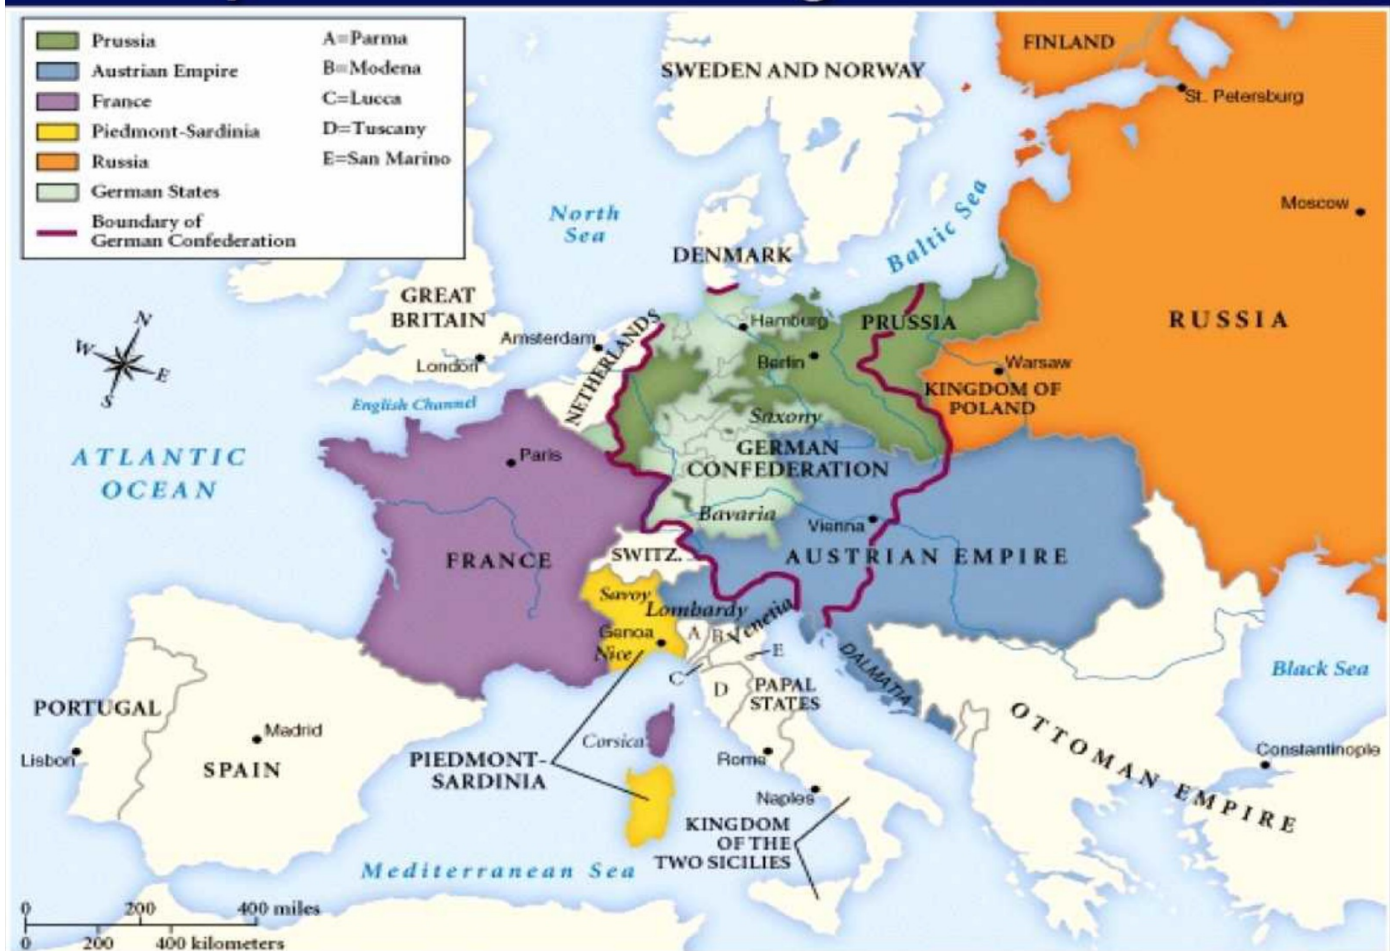 Prussia
Austrian Empire
France
Piedmont-Sardinia
Russia
German States
Boundary of
German Confederation
A=Parma
B=Modena
C=Lucca
D=Tuscany
E=San Marino
FINLAND
SWEDEN AND NORWAY
St. Petersburg
Moscow
North
Sea
Baltic Sea
DENMARK
GREAT
BRITAIN
London
Amsterdam
NETHERLANDS
Hamburg
PRUSSIA
Berlin
RUSSIA
Warsaw
KINGDOM OF
POLAND
N
W
E
S
English Channel
ATLANTIC
OCEAN
Paris
Saxony
GERMAN
CONFEDERATION
Bavaria
Vienna
FRANCE
SWITZ.
AUSTRIAN EMPIRE
Savoy
Lombardy
Venetia
Genoa
Nice
A
B
C
D
E
DALMATIA
PAPAL
STATES
Black Sea
PORTUGAL
Lisbon
Madrid
SPAIN
Corsica
PIEDMONT-
SARDINIA
Rome
Naples
KINGDOM
OF THE
TWO SICILIES
OTTOMAN EMPIRE
Constantinople
Mediterranean Sea
0 200 400 miles
0 200 400 kilometers